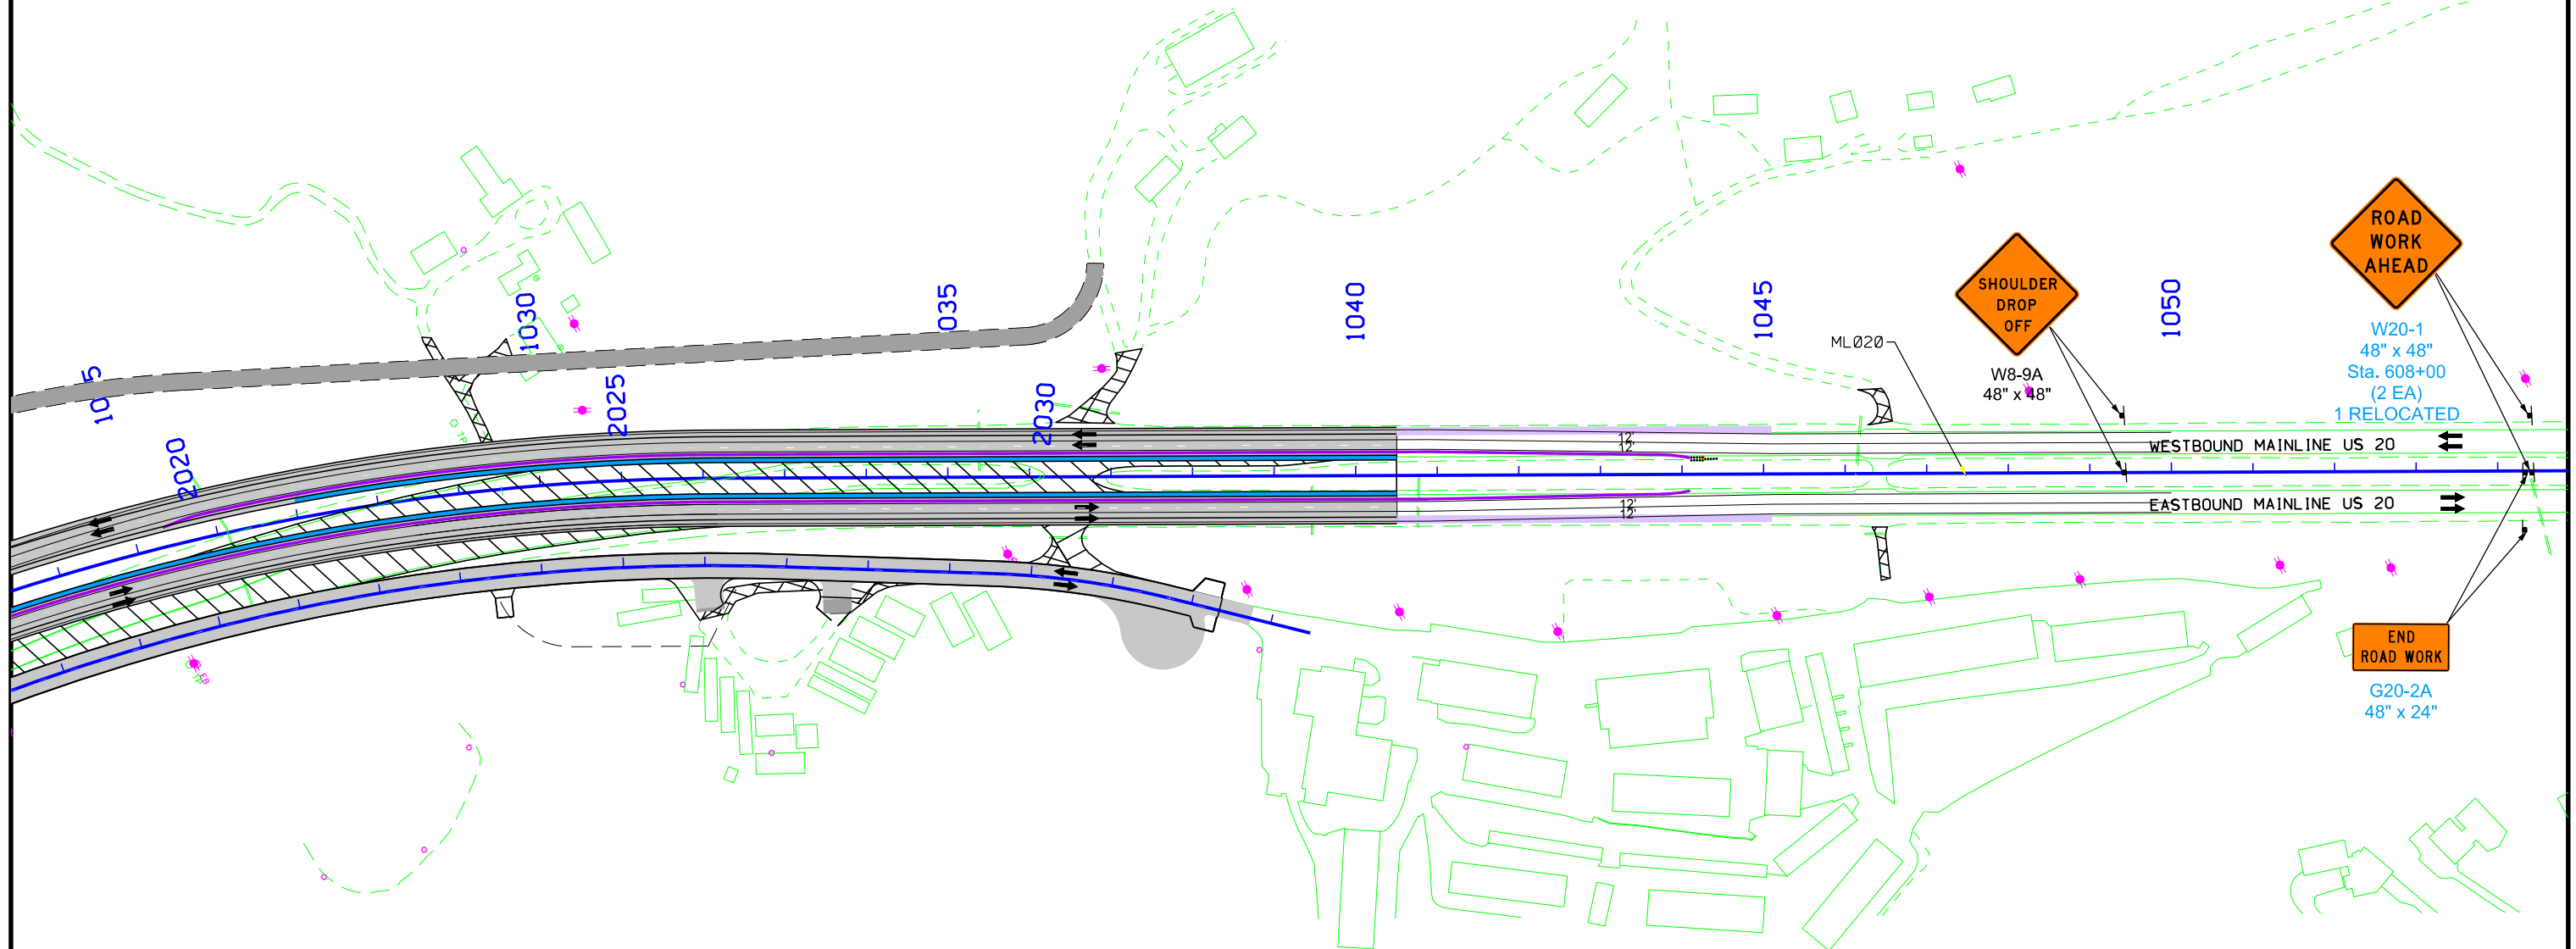 ROAD
WORK
AHEAD
W20-1
48" x 48"
Sta. 608+00
(2 EA)
1 RELOCATED
SHOULDER
DROP
OFF
W8-9A
48" x 48"
ML020
1030
1035
1040
1045
1050
2020
2025
2030
12'
12'
WESTBOUND MAINLINE US 20
12'
12'
EASTBOUND MAINLINE US 20
END
ROAD WORK
G20-2A
48" x 24"